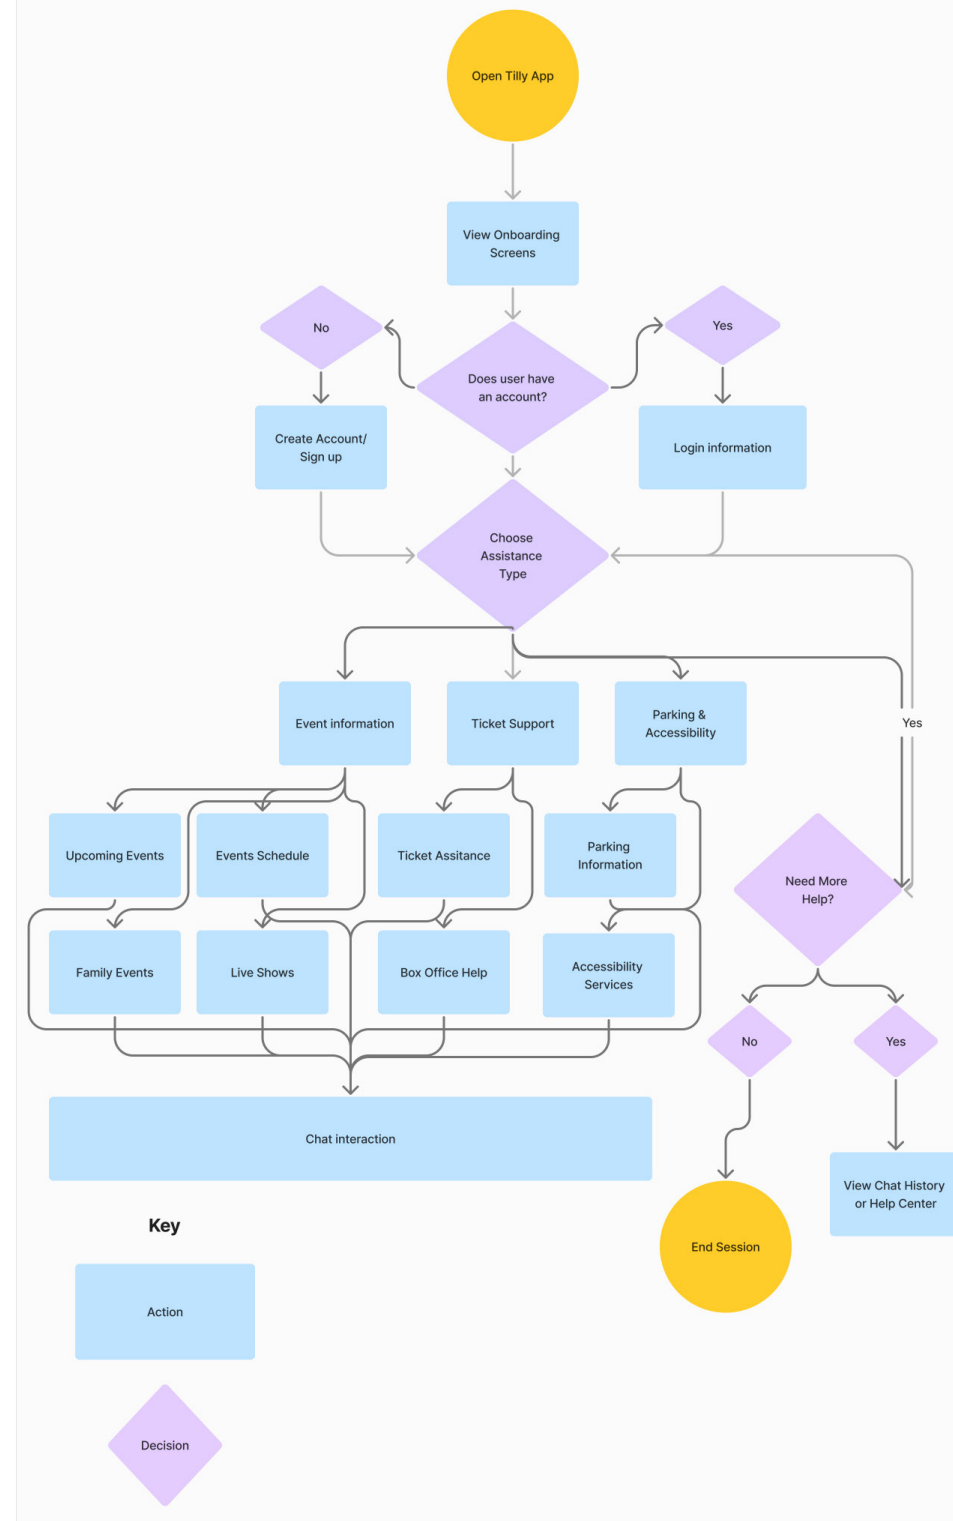 Open Tilly App
View Onboarding
Screens
No
Does user have
an account?
Yes
Create Account/
Sign up
Login information
Choose
Assistance
Type
Event information
Ticket Support
Parking &
Accessibility
Yes
Upcoming Events
Events Schedule
Ticket Assitance
Parking
Information
Need More
Help?
Family Events
Live Shows
Box Office Help
Accessibility
Services
No
Yes
Chat interaction
View Chat History
or Help Center
End Session
Key
Action
Decision